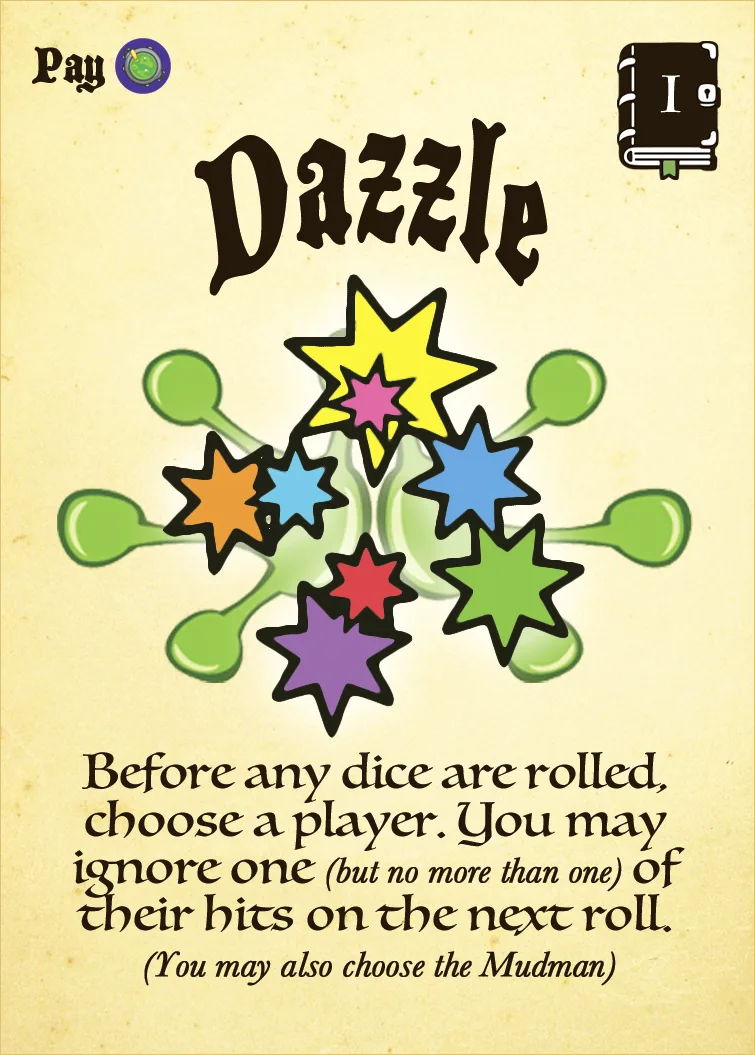 Pay
I
Dazzle
Before any dice are rolled,
choose a player. You may
ignore one (but no more than one) of
their hits on the next roll.
(You may also choose the Mudman)